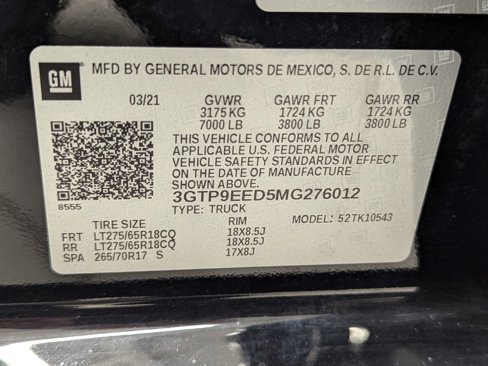 GM MFD BY GENERAL MOTORS DE MEXICO, S. DE R.L. DE C.V.
03/21 GVWR GAWR FRT GAWR RR
3175 KG 1724 KG 1724 KG
7000 LB 3800 LB 3800 LB
THIS VEHICLE CONFORMS TO ALL
APPLICABLE U.S. FEDERAL MOTOR
VEHICLE SAFETY STANDARDS IN EFFECT
ON THE DATE OF MANUFACTURE
SHOWN ABOVE.
8555 3GTP9EED5MG276012
TYPE: TRUCK MODEL: 52TK10543
TIRE SIZE RIM
FRT LT275/65R18CQ 18X8.5J
RR LT275/65R18CQ 18X8.5J
SPA 265/70R17 S 17X8J